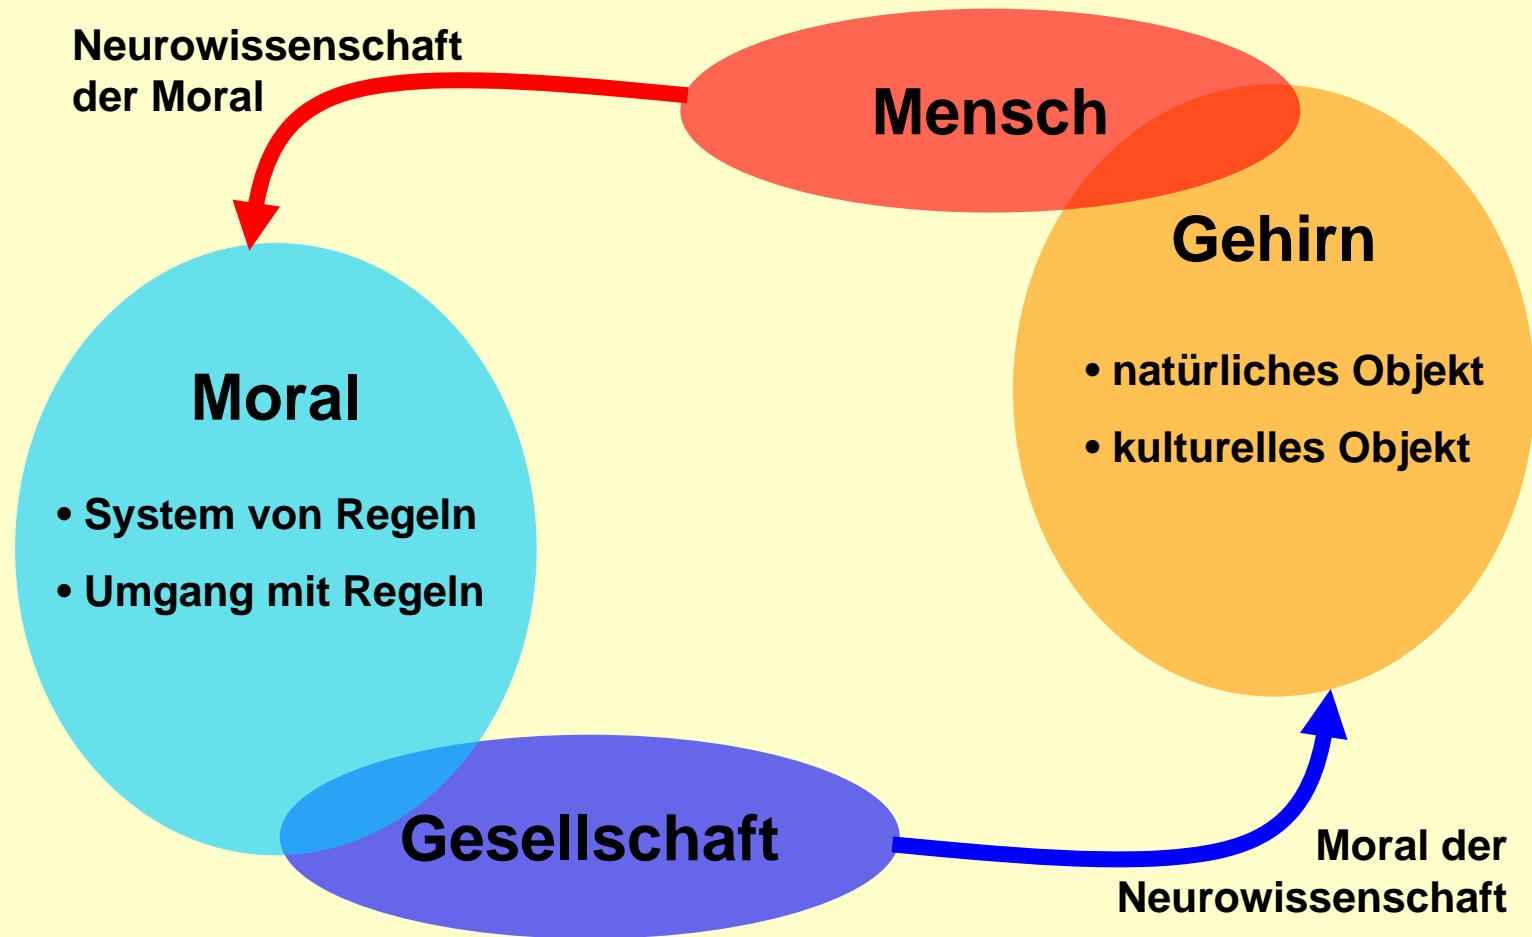 Neurowissenschaft
der Moral
Mensch
Gehirn
• natürliches Objekt
• kulturelles Objekt
Moral
• System von Regeln
• Umgang mit Regeln
Gesellschaft
Moral der
Neurowissenschaft